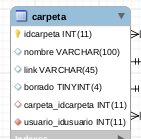 carpeta
idcarpeta INT(11)
nombre VARCHAR(100)
link VARCHAR(45)
borrado TINYINT(4)
carpeta_idcarpeta INT(11)
usuario_idusuario INT(11)
Indexes